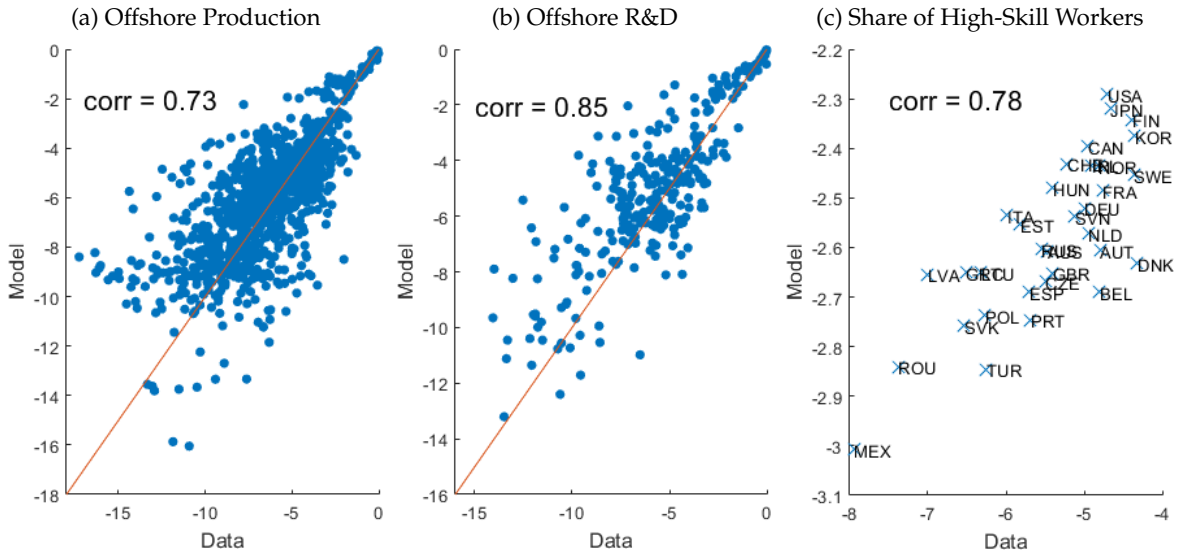 (a) Offshore Production
(b) Offshore R&D
(c) Share of High-Skill Workers
0
-2
-4
-6
-8
-10
-12
-14
-16
-18
Model
corr = 0.73
-15
-10
-5
0
Data
0
-2
-4
-6
-8
-10
-12
-14
-16
Model
corr = 0.85
-15
-10
-5
0
Data
-2.2
-2.3
-2.4
-2.5
-2.6
-2.7
-2.8
-2.9
-3
-3.1
Model
corr = 0.78
USA
JPN
FIN
KOR
CAN
NOR
SWE
HUN
FRA
DEU
ITA
SVN
EST
NLD
RUS
AUS
AUT
DNK
LVA
GBR
CZE
ESP
BEL
POL
PRT
SVK
ROU
TUR
MEX
-8
-7
-6
-5
-4
Data